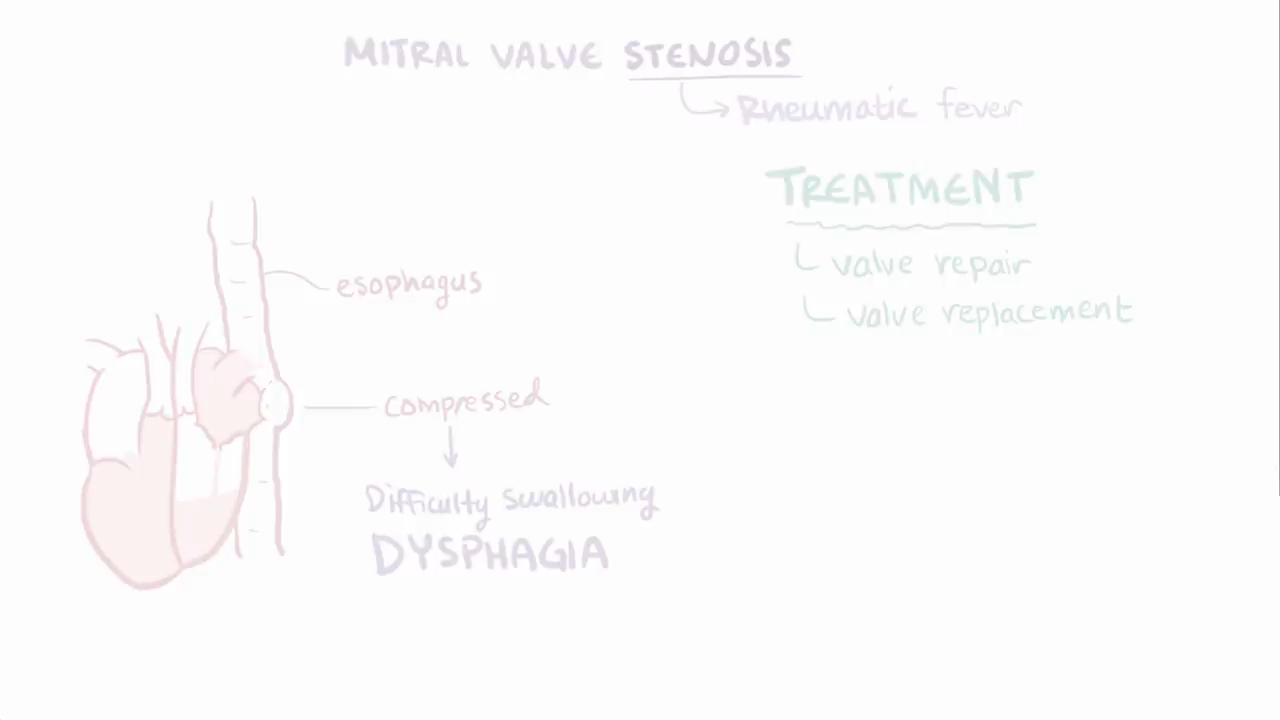 MITRAL VALVE STENOSIS
Rheumatic fever
TREATMENT
valve repair
valve replacement
esophagus
compressed
Difficulty swallowing
DYSPHAGIA